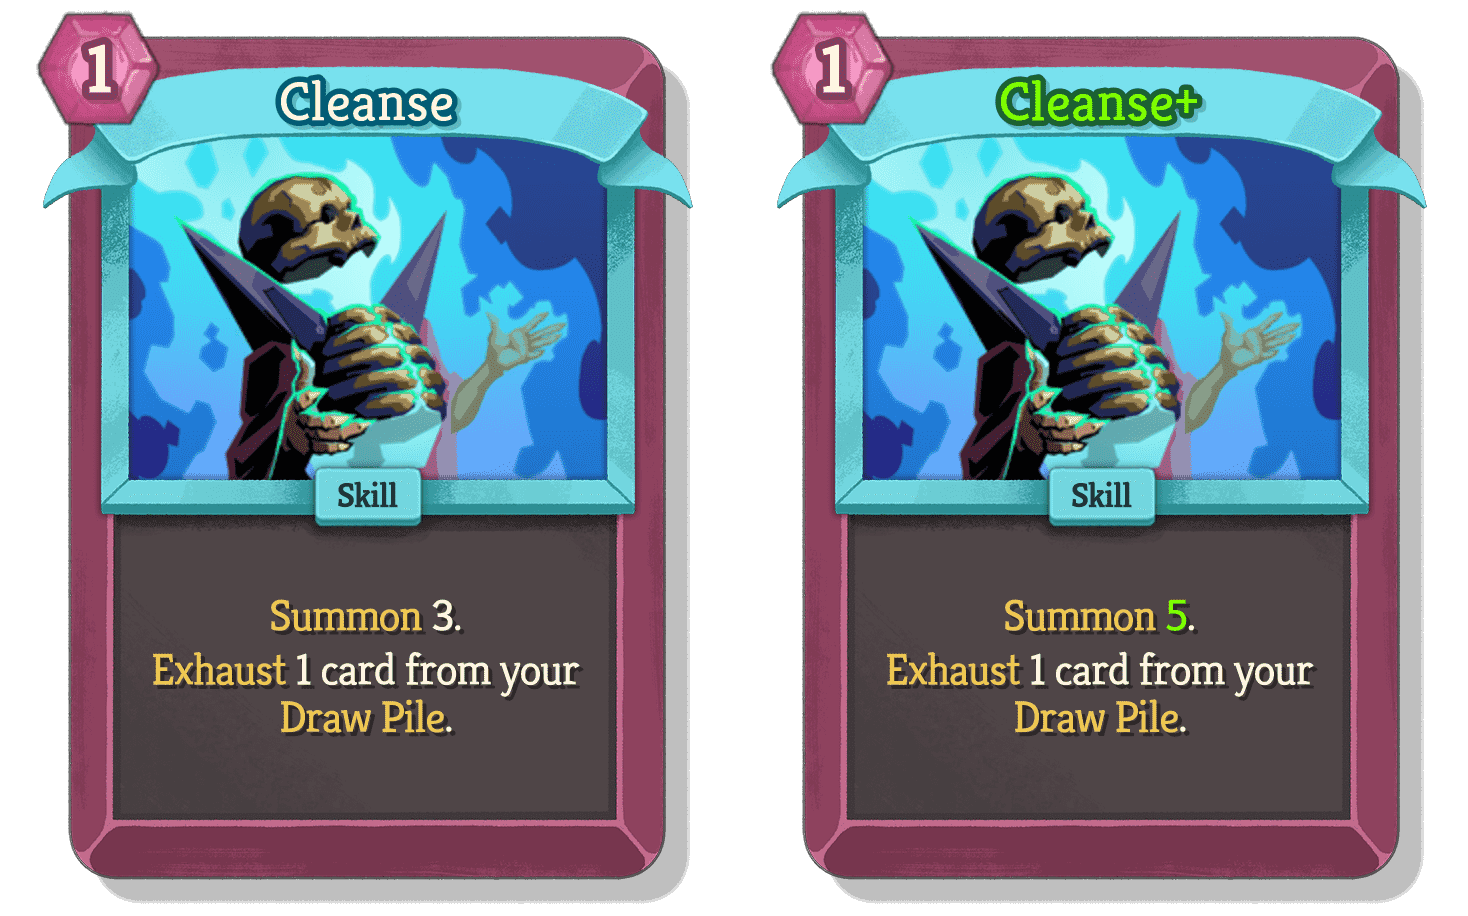 1
Cleanse
Skill
Summon 3.
Exhaust 1 card from your
Draw Pile.
1
Cleanse+
Skill
Summon 5.
Exhaust 1 card from your
Draw Pile.